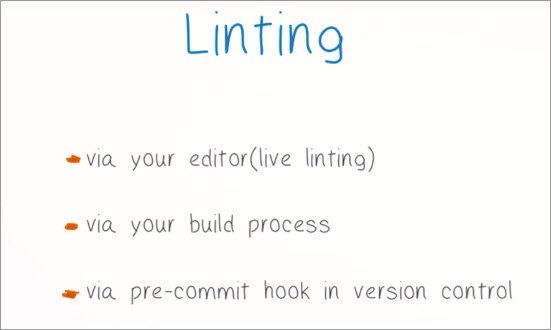 Linting
via your editor(live linting)
via your build process
via pre-commit hook in version control